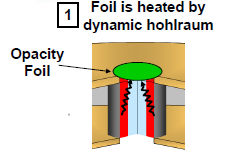 1
Foil is heated by
dynamic hohlraum
Opacity
Foil